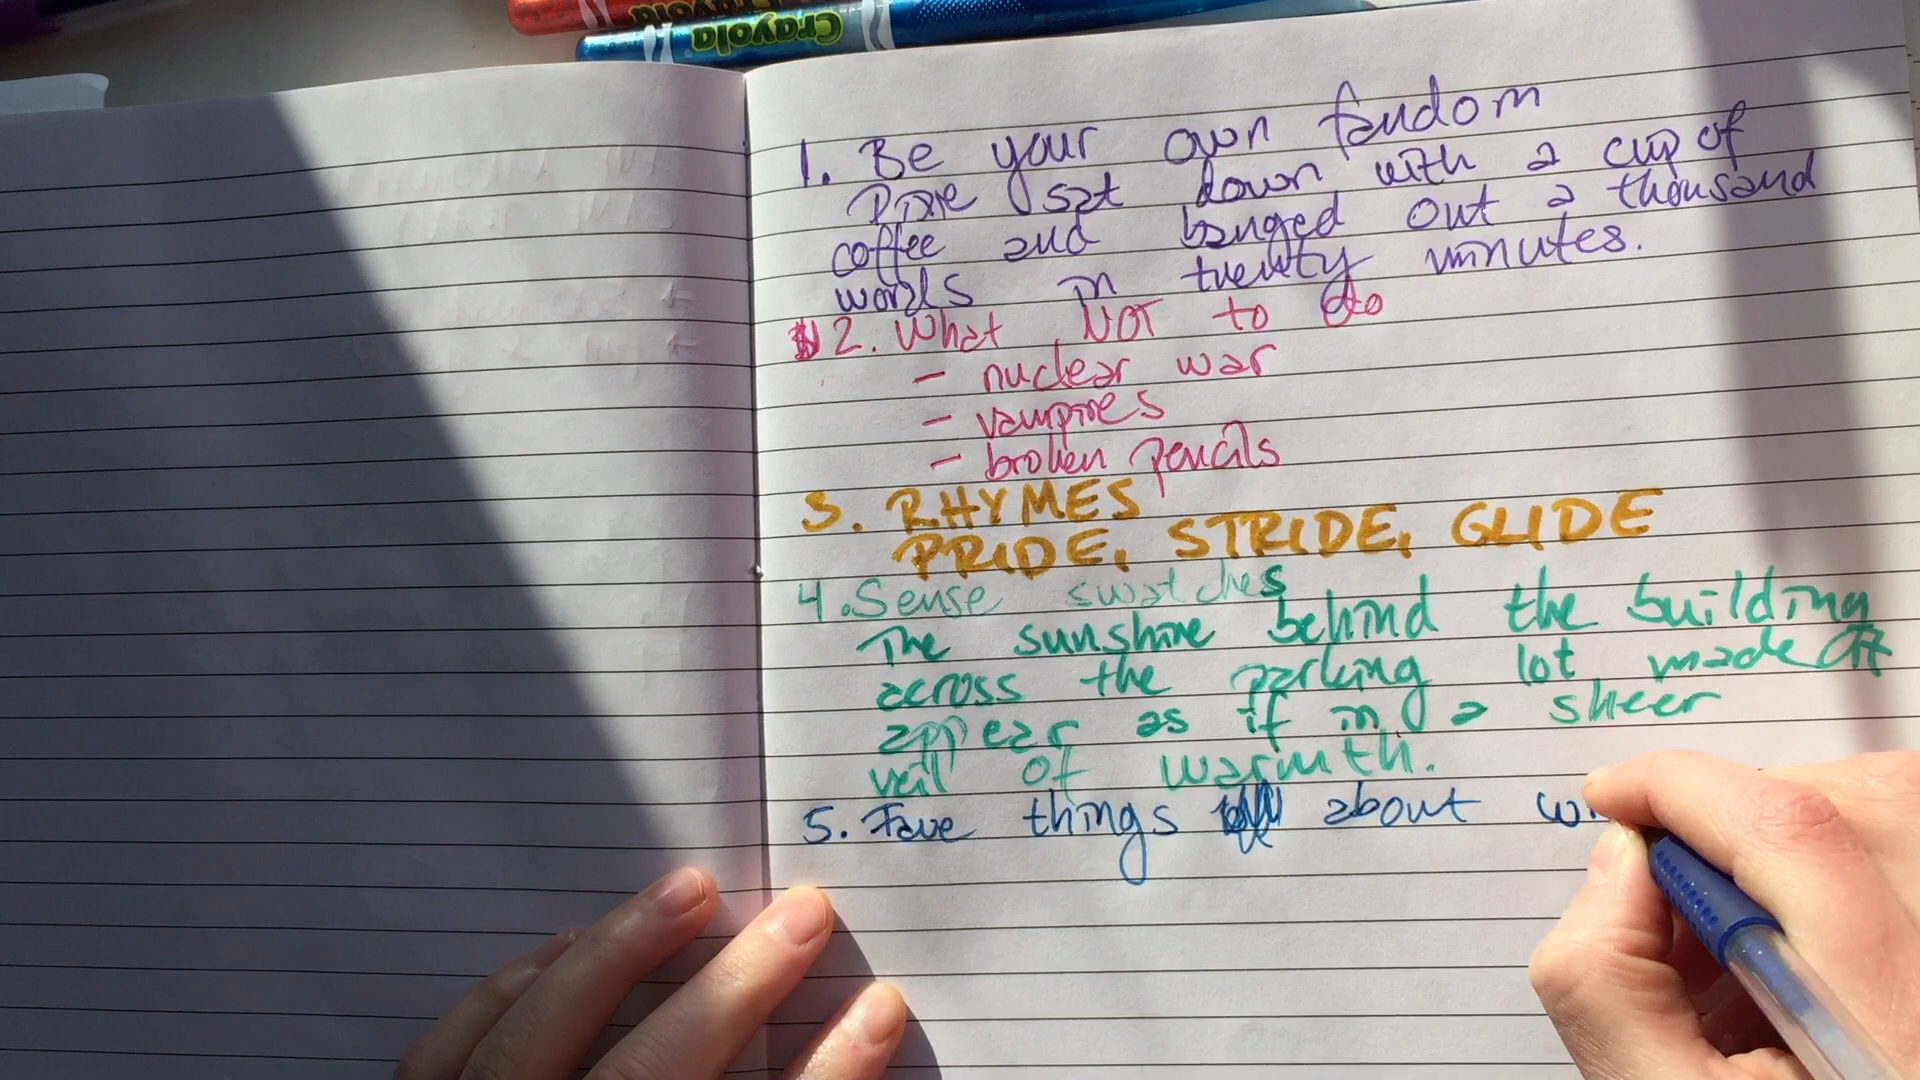 Crayola
Crayola
1. Be your own fandom
Pixie sat down with a cup of
coffee and banged out a thousand
words in twenty minutes.
2. What NOT to do
- nuclear war
- vampires
- broken pencils
3. RHYMES
PRIDE, STRIDE, GLIDE
4. Sense swatches
The sunshine behind the building
across the parking lot made it
appear as if in a sheer
veil of warmth.
5. Fave things about